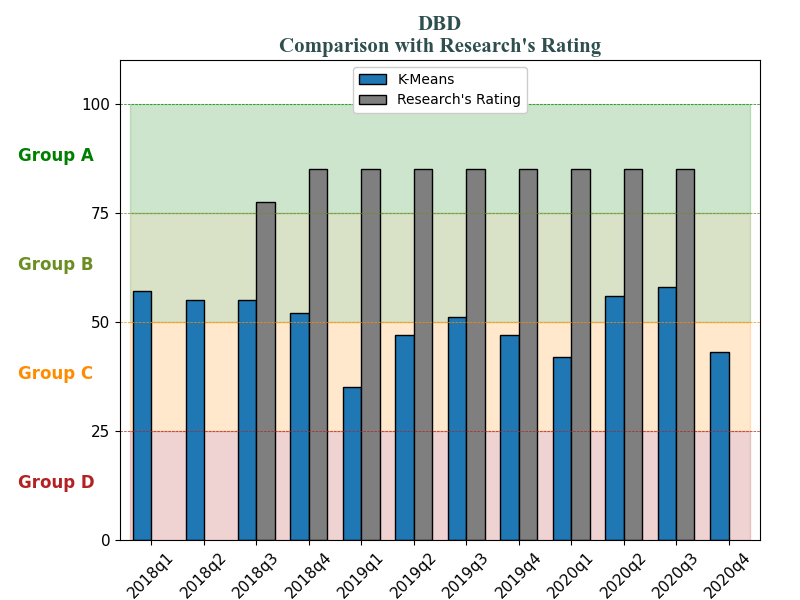 DBD
Comparison with Research's Rating
K-Means
Research's Rating
100
Group A
75
Group B
50
Group C
25
Group D
0
2018q1
2018q2
2018q3
2018q4
2019q1
2019q2
2019q3
2019q4
2020q1
2020q2
2020q3
2020q4